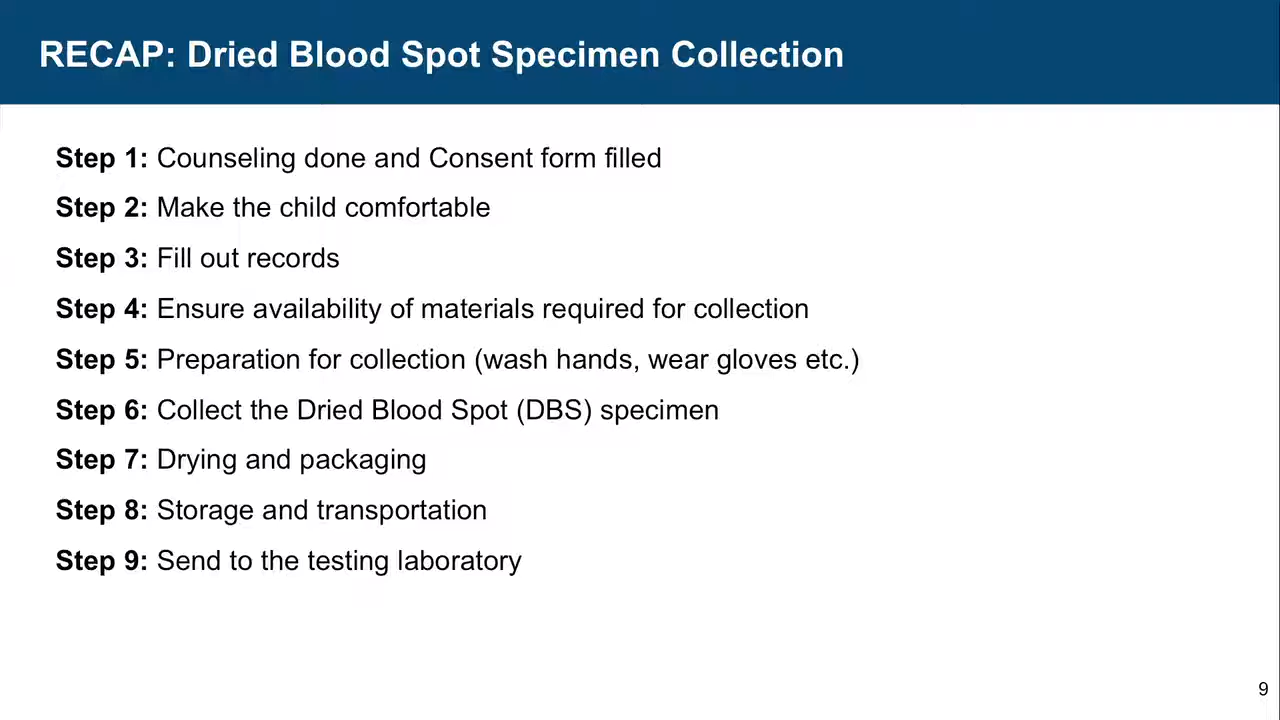 RECAP: Dried Blood Spot Specimen Collection
Step 1: Counseling done and Consent form filled
Step 2: Make the child comfortable
Step 3: Fill out records
Step 4: Ensure availability of materials required for collection
Step 5: Preparation for collection (wash hands, wear gloves etc.)
Step 6: Collect the Dried Blood Spot (DBS) specimen
Step 7: Drying and packaging
Step 8: Storage and transportation
Step 9: Send to the testing laboratory
9